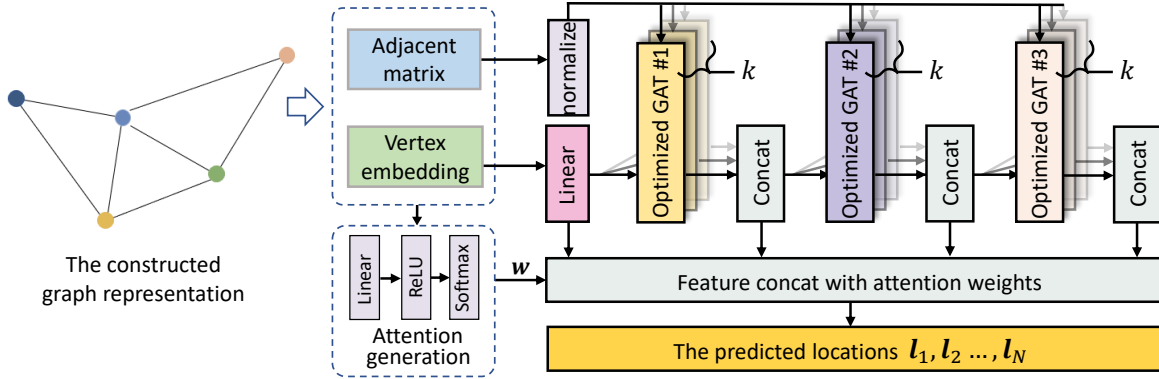 The constructed
graph representation
Adjacent
matrix
Vertex
embedding
Linear
ReLU
Softmax
Attention
generation
w
normalize
Linear
Optimized GAT #1
k
Concat
Optimized GAT #2
k
Concat
Optimized GAT #3
k
Concat
Feature concat with attention weights
The predicted locations l₁, l₂ ..., l_N